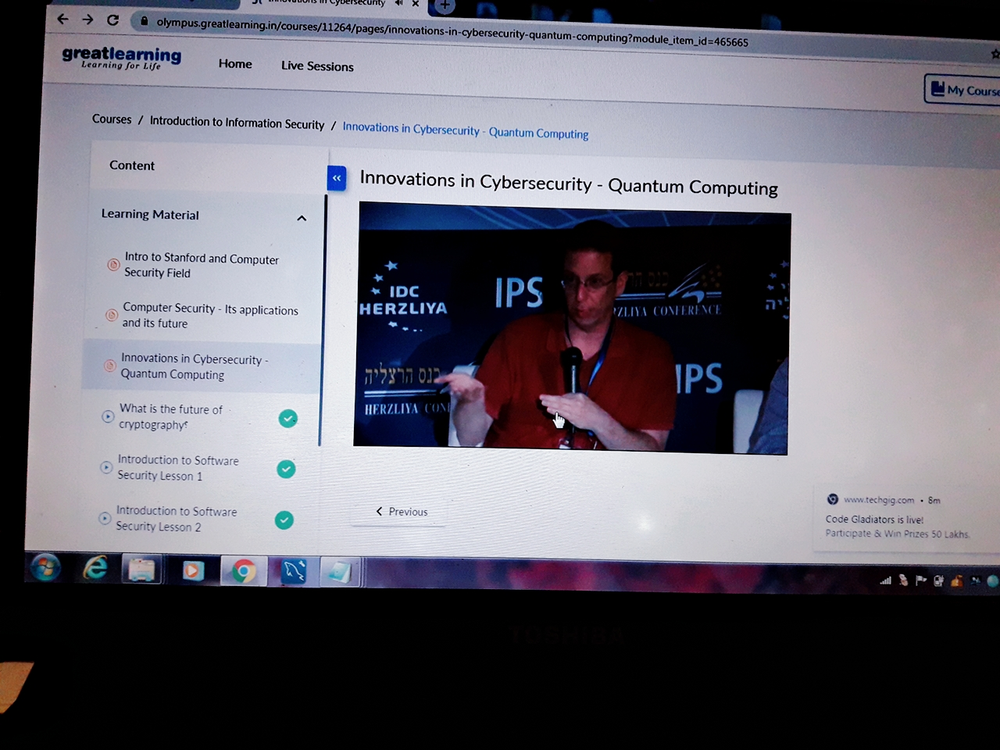 Innovations in Cybersecurity
olympus.greatlearning.in/courses/11264/pages/innovations-in-cybersecurity-quantum-computing?module_item_id=465665
greatlearning
Learning for Life
Home
Live Sessions
My Course
Courses / Introduction to Information Security / Innovations in Cybersecurity - Quantum Computing
Content
«
Innovations in Cybersecurity - Quantum Computing
Learning Material
Intro to Stanford and Computer
Security Field
Computer Security - Its applications
and its future
Innovations in Cybersecurity -
Quantum Computing
What is the future of
cryptography
Introduction to Software
Security Lesson 1
Introduction to Software
Security Lesson 2
IDC
HERZLIYA
IPS
ZLIYA CONFERENCE
כנס הרצליה
HERZLIYA CON
IPS
Previous
www.techgig.com • 8m
Code Gladiators is live!
Participate & Win Prizes 50 Lakhs.
TOSHIBA